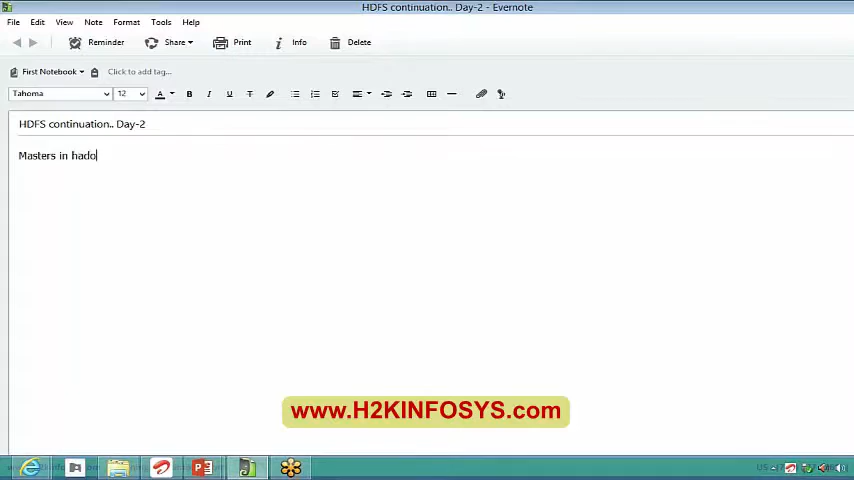 HDFS continuation.. Day-2 - Evernote
File Edit View Note Format Tools Help
Reminder Share Print Info Delete
First Notebook Click to add tag...
Tahoma 12 A B I U T
HDFS continuation.. Day-2
Masters in hado
www.H2KINFOSYS.com
US